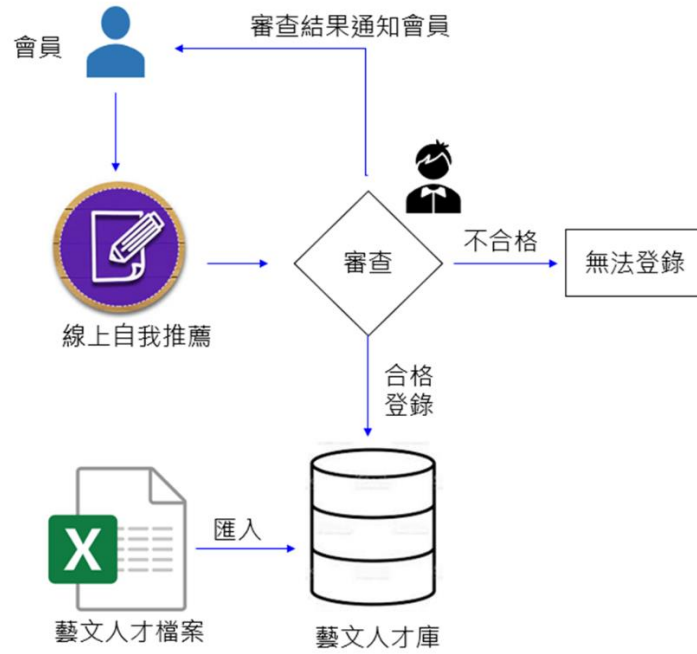 審查結果通知會員
會員
不合格
審查
無法登錄
線上自我推薦
合格
登錄
X
匯入
藝文人才檔案
藝文人才庫